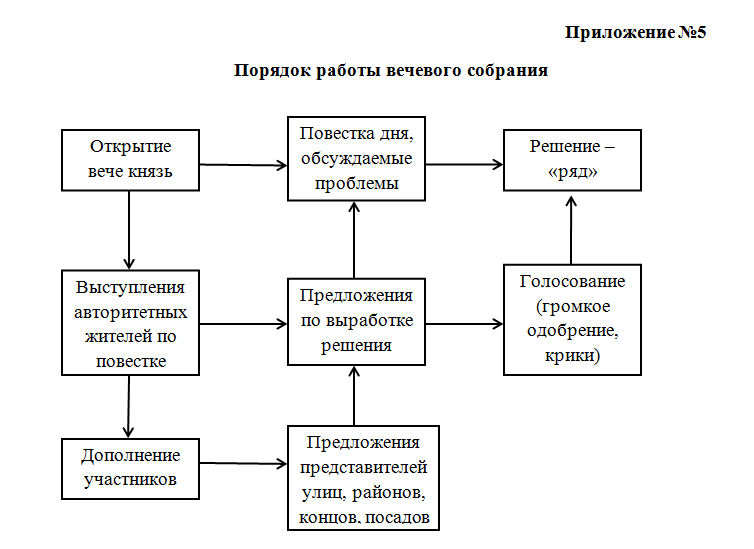 Приложение №5
Порядок работы вечевого собрания
Открытие
вече князь
Повестка дня,
обсуждаемые
проблемы
Решение –
«ряд»
Выступления
авторитетных
жителей по
повестке
Предложения
по выработке
решения
Голосование
(громкое
одобрение,
крики)
Дополнение
участников
Предложения
представителей
улиц, районов,
концов, посадов